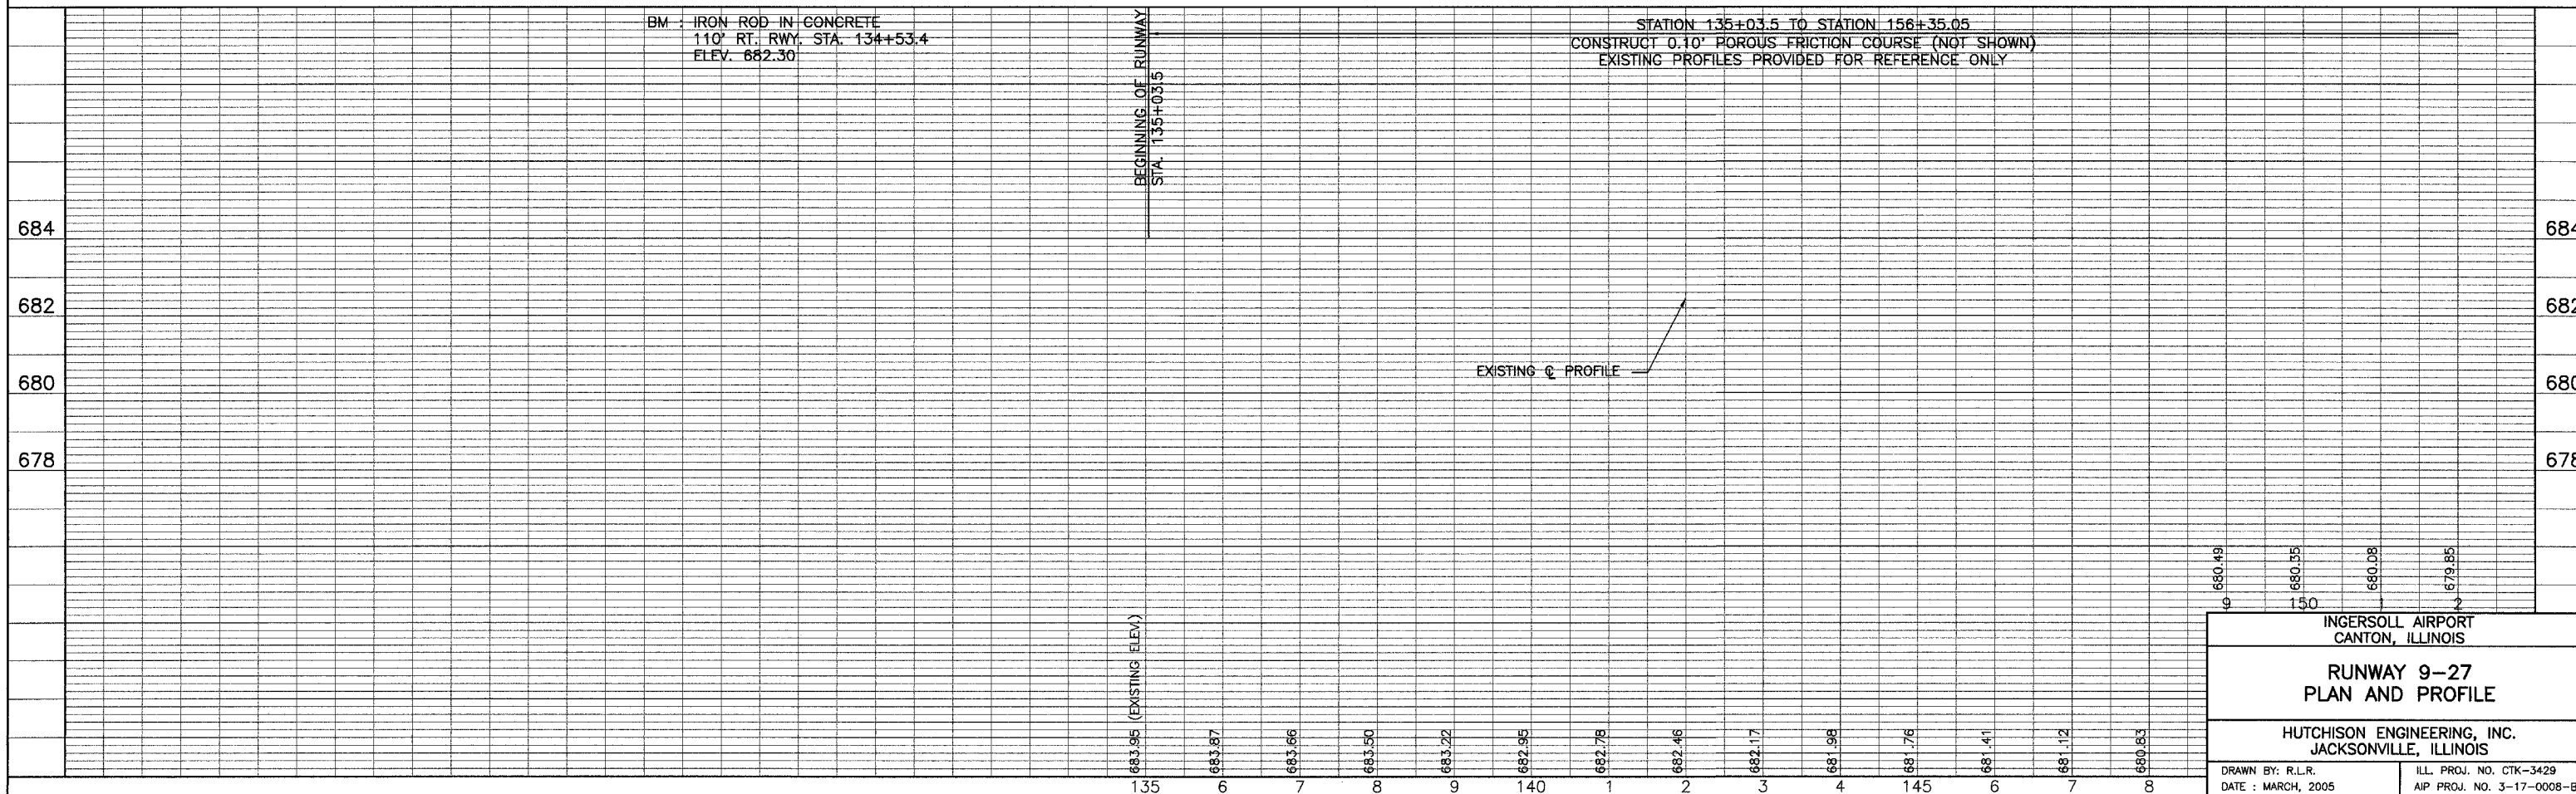 BM : IRON ROD IN CONCRETE
110' RT. RWY. STA. 134+53.4
ELEV. 682.30
BEGINNING OF RUNWAY
STA. 135+03.5
STATION 135+03.5 TO STATION 156+35.05
CONSTRUCT 0.10' POROUS FRICTION COURSE (NOT SHOWN)
EXISTING PROFILES PROVIDED FOR REFERENCE ONLY
684 684
682 682
680 680
678 678
EXISTING ℄ PROFILE
680.49 680.35 680.08 679.85
9 150 1 2
683.95 (EXISTING ELEV.) 683.87 683.66 683.50 683.22 682.95 682.78 682.46 682.17 681.98 681.76 681.41 681.12 680.83
135 6 7 8 9 140 1 2 3 4 145 6 7 8
INGERSOLL AIRPORT
CANTON, ILLINOIS
RUNWAY 9-27
PLAN AND PROFILE
HUTCHISON ENGINEERING, INC.
JACKSONVILLE, ILLINOIS
DRAWN BY: R.L.R.
DATE : MARCH, 2005
ILL. PROJ. NO. CTK-3429
AIP PROJ. NO. 3-17-0008-